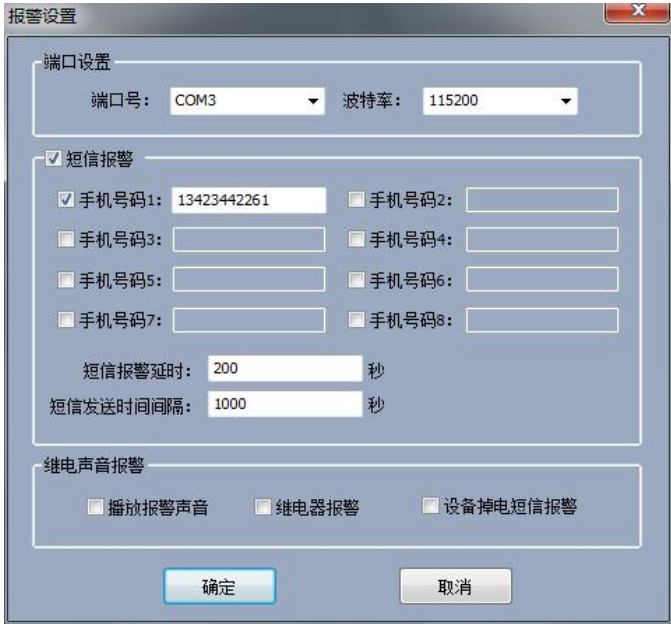 报警设置
端口设置
端口号： COM3 波特率： 115200
短信报警
手机号码1： 13423442261 手机号码2：
手机号码3： 手机号码4：
手机号码5： 手机号码6：
手机号码7： 手机号码8：
短信报警延时： 200 秒
短信发送时间间隔： 1000 秒
继电声音报警
播放报警声音 继电器报警 设备掉电短信报警
确定 取消